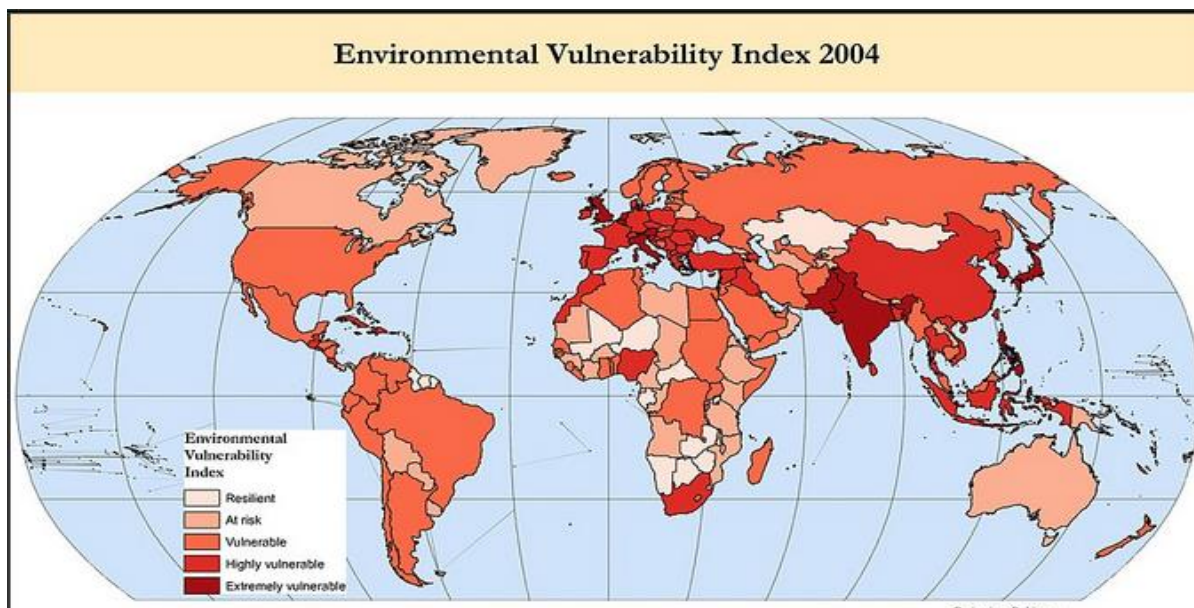 Environmental Vulnerability Index 2004
Environmental
Vulnerability
Index
Resilient
At risk
Vulnerable
Highly vulnerable
Extremely vulnerable